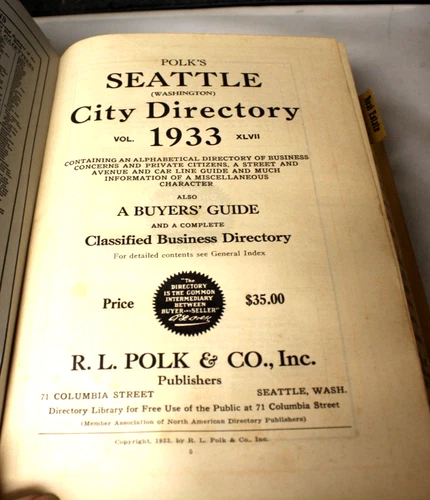 POLK'S
SEATTLE
(WASHINGTON)
City Directory
VOL. 1933 XLVII
CONTAINING AN ALPHABETICAL DIRECTORY OF BUSINESS
CONCERNS AND PRIVATE CITIZENS, A STREET AND
AVENUE AND CAR LINE GUIDE AND MUCH
INFORMATION OF A MISCELLANEOUS
CHARACTER
ALSO
A BUYERS' GUIDE
AND A COMPLETE
Classified Business Directory
For detailed contents see General Index
Price $35.00
"The
DIRECTORY
IS THE COMMON
INTERMEDIARY
BETWEEN
BUYER AND SELLER"
R. L. POLK & CO., Inc.
Publishers
71 COLUMBIA STREET SEATTLE, WASH.
Directory Library for Free Use of the Public at 71 Columbia Street
(Member Association of North American Directory Publishers)
Copyright, 1933, by R. L. Polk & Co., Inc.